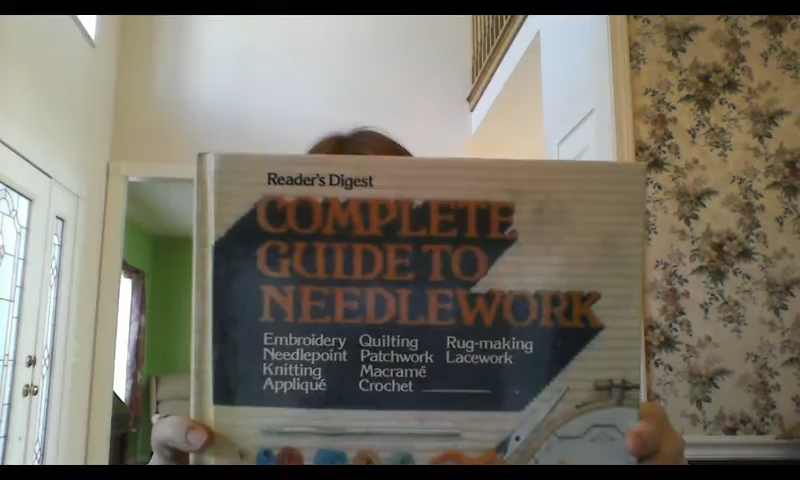 Reader's Digest
COMPLETE
GUIDE TO
NEEDLEWORK
Embroidery Quilting Rug-making
Needlepoint Patchwork Lacework
Knitting Macramé
Appliqué Crochet